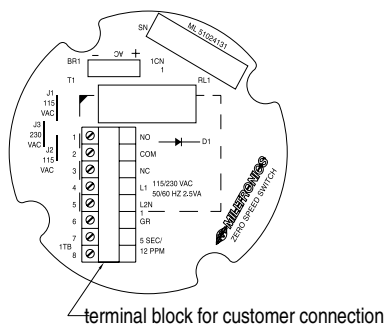 SN
ML 51024131
BR1
− AC +
1CN
1
T1
RL1
J1
115
VAC
J3
230
VAC
J2
115
VAC
D1
1 NO
2 COM
3 NC
4 L1
115/230 VAC
50/60 HZ 2.5VA
5 L2N
1
6 GR
7 5 SEC/
8 12 PPM
1TB
MILLTRONICS
ZERO SPEED SWITCH
terminal block for customer connection